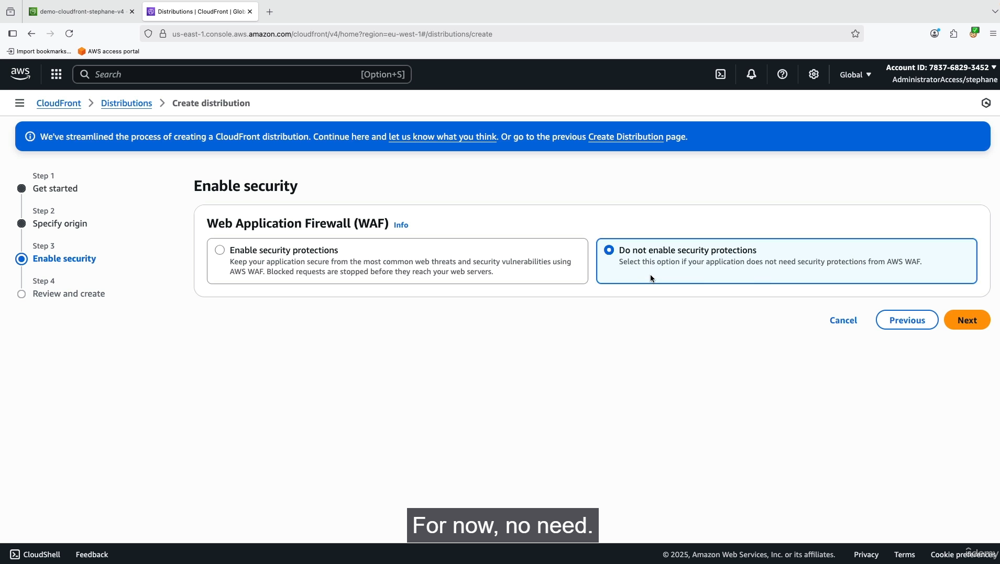 demo-cloudfront-stephane-v4
Distributions | CloudFront | Glob
us-east-1.console.aws.amazon.com/cloudfront/v4/home?region=eu-west-1#/distributions/create
Import bookmarks...
AWS access portal
aws
Search
[Option+S]
Global
Account ID: 7837-6829-3452
AdministratorAccess/stephane
CloudFront
Distributions
Create distribution
We've streamlined the process of creating a CloudFront distribution. Continue here and let us know what you think. Or go to the previous Create Distribution page.
Step 1
Get started
Step 2
Specify origin
Step 3
Enable security
Step 4
Review and create
Enable security
Web Application Firewall (WAF) Info
Enable security protections
Keep your application secure from the most common web threats and security vulnerabilities using
AWS WAF. Blocked requests are stopped before they reach your web servers.
Do not enable security protections
Select this option if your application does not need security protections from AWS WAF.
Cancel
Previous
Next
For now, no need.
CloudShell
Feedback
© 2025, Amazon Web Services, Inc. or its affiliates.
Privacy
Terms
Cookie preferences
udemy